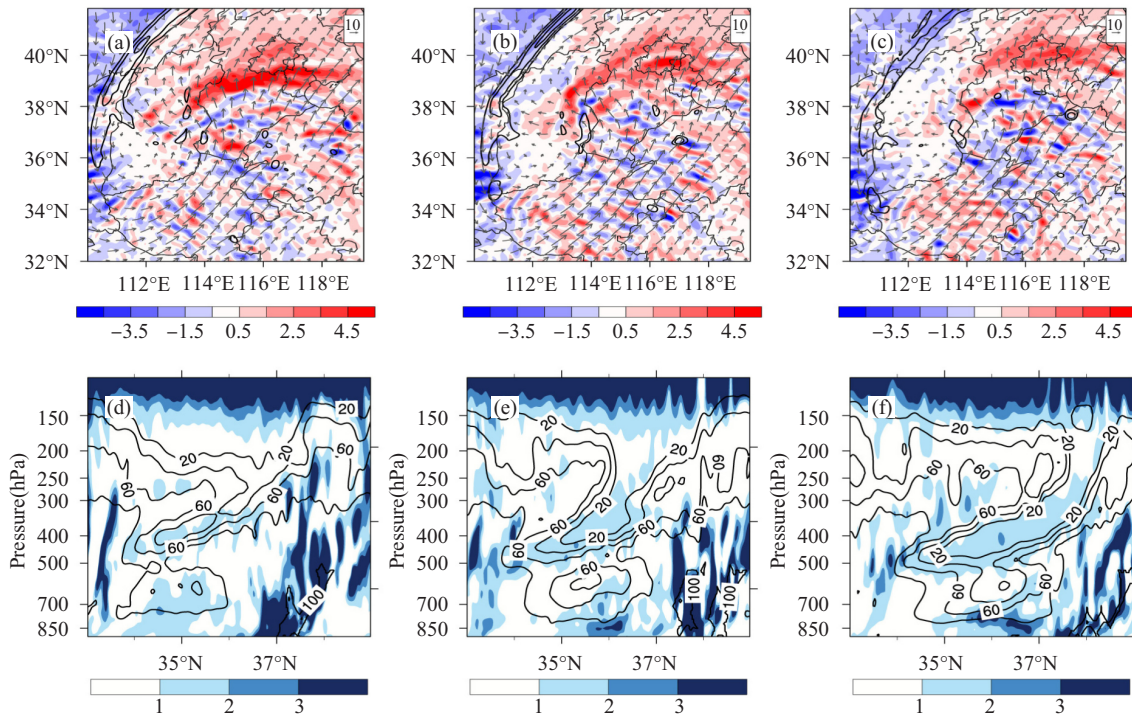 (a) 10 (b) 10 (c) 10
40°N 40°N 40°N
38°N 38°N 38°N
36°N 36°N 36°N
34°N 34°N 34°N
32°N 32°N 32°N
112°E 114°E 116°E 118°E 112°E 114°E 116°E 118°E 112°E 114°E 116°E 118°E
−3.5 −1.5 0.5 2.5 4.5 −3.5 −1.5 0.5 2.5 4.5 −3.5 −1.5 0.5 2.5 4.5
(d) 20 (e) 20 (f) 20
150 150 150
200 20 20 60 200 60 200 60 20
250 60 250 60 250 60 20
300 60 60 300 60 60 60 300 60 20
Pressure(hPa) Pressure(hPa) Pressure(hPa)
400 400 400
500 60 500 60 20 500 20
60 60
700 100 700 100 100 700 60
850 850 850
35°N 37°N 35°N 37°N 35°N 37°N
1 2 3 1 2 3 1 2 3